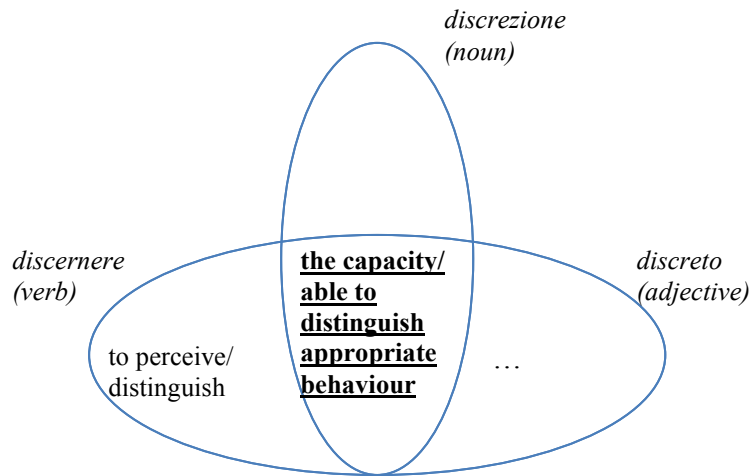 discrezione
(noun)
discernere
(verb)
the capacity/
able to
distinguish
appropriate
behaviour
discreto
(adjective)
to perceive/
distinguish
…